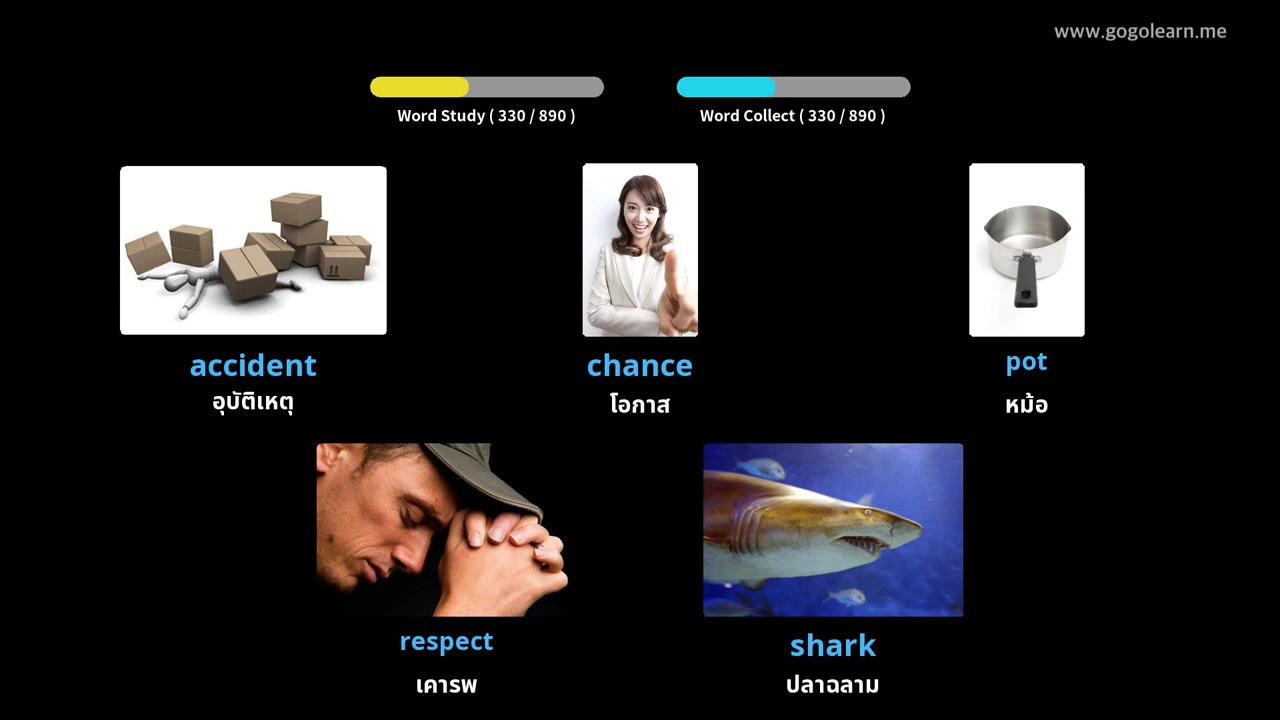 www.gogolearn.me
Word Study ( 330 / 890 )
Word Collect ( 330 / 890 )
accident
อุบัติเหตุ
chance
โอกาส
pot
หม้อ
respect
เคารพ
shark
ปลาฉลาม